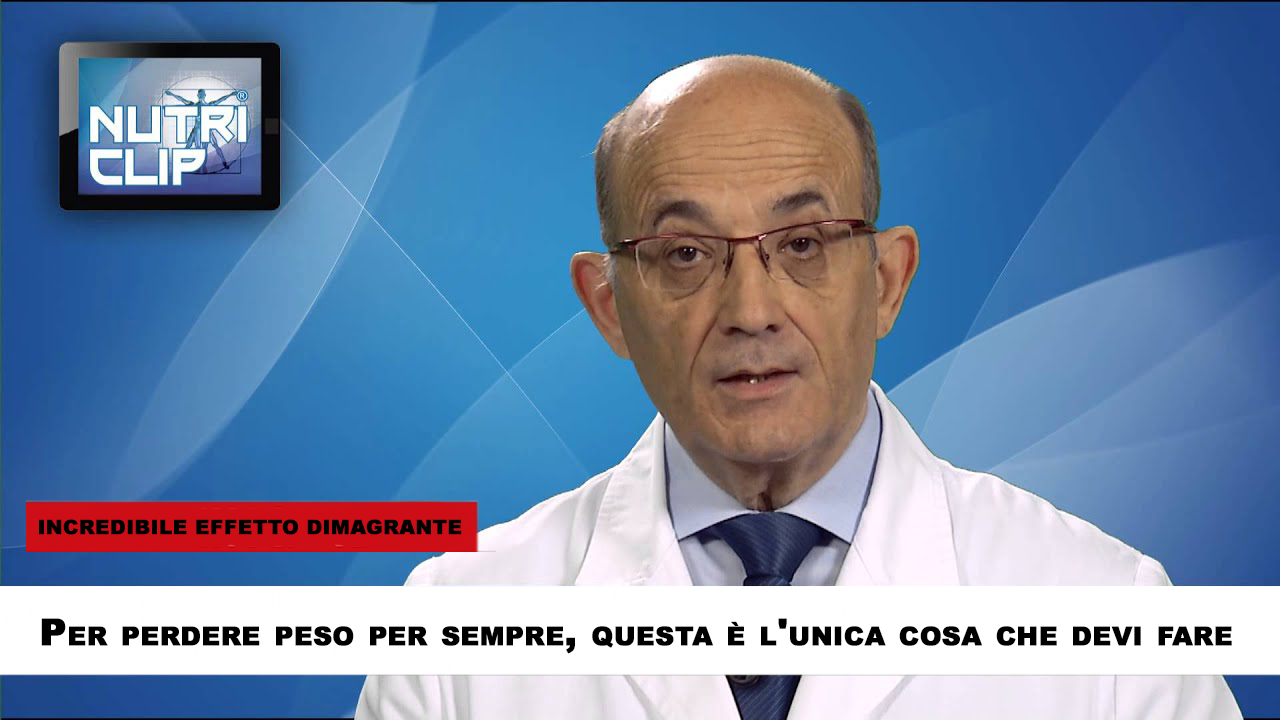 NUTRI®
CLIP
INCREDIBILE EFFETTO DIMAGRANTE
PER PERDERE PESO PER SEMPRE, QUESTA È L'UNICA COSA CHE DEVI FARE